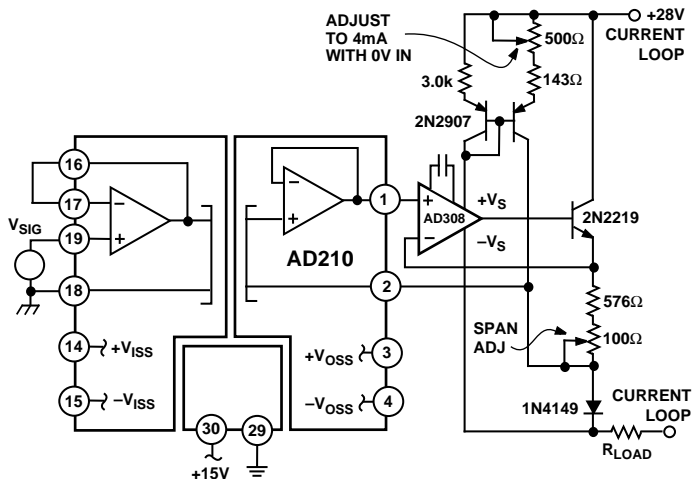 ADJUST
TO 4mA
WITH 0V IN
+28V
CURRENT
LOOP
500Ω
3.0k
143Ω
2N2907
16
17
19
18
14
15
VSIG
+VISS
–VISS
–
+
–
+
AD210
1
2
3
4
+VOSS
–VOSS
30
29
+15V
+
–
AD308
+VS
–VS
2N2219
576Ω
SPAN
ADJ
100Ω
1N4149
CURRENT
LOOP
RLOAD